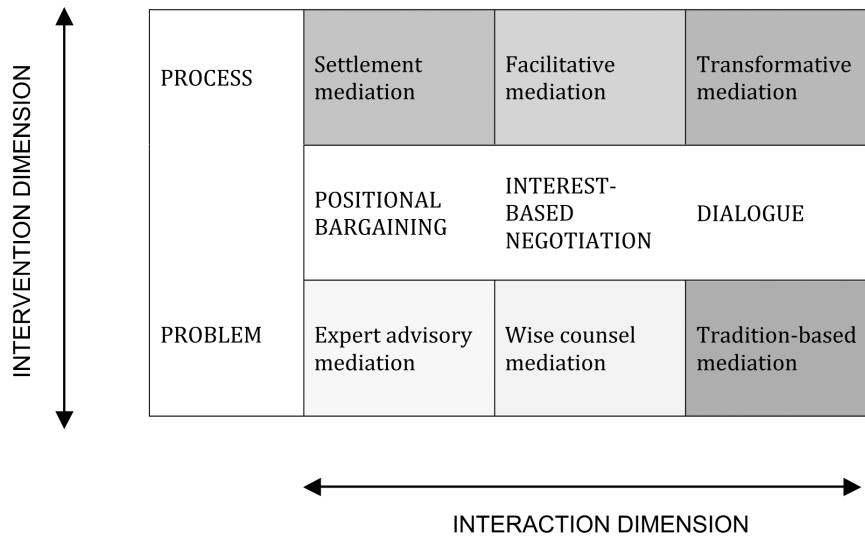 INTERVENTION DIMENSION
PROCESS
Settlement
mediation
Facilitative
mediation
Transformative
mediation
POSITIONAL
BARGAINING
INTEREST-
BASED
NEGOTIATION
DIALOGUE
PROBLEM
Expert advisory
mediation
Wise counsel
mediation
Tradition-based
mediation
INTERACTION DIMENSION